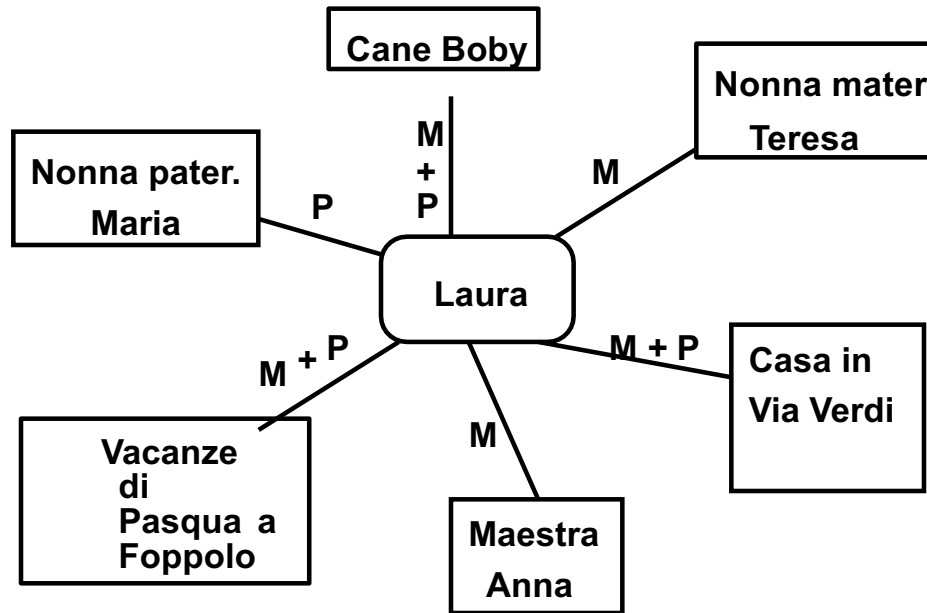 Cane Boby
Nonna mater
Teresa
Nonna pater.
Maria
M
+
P
M
P
Laura
M + P
M + P
Casa in
Via Verdi
M
Vacanze
di
Pasqua a
Foppolo
Maestra
Anna